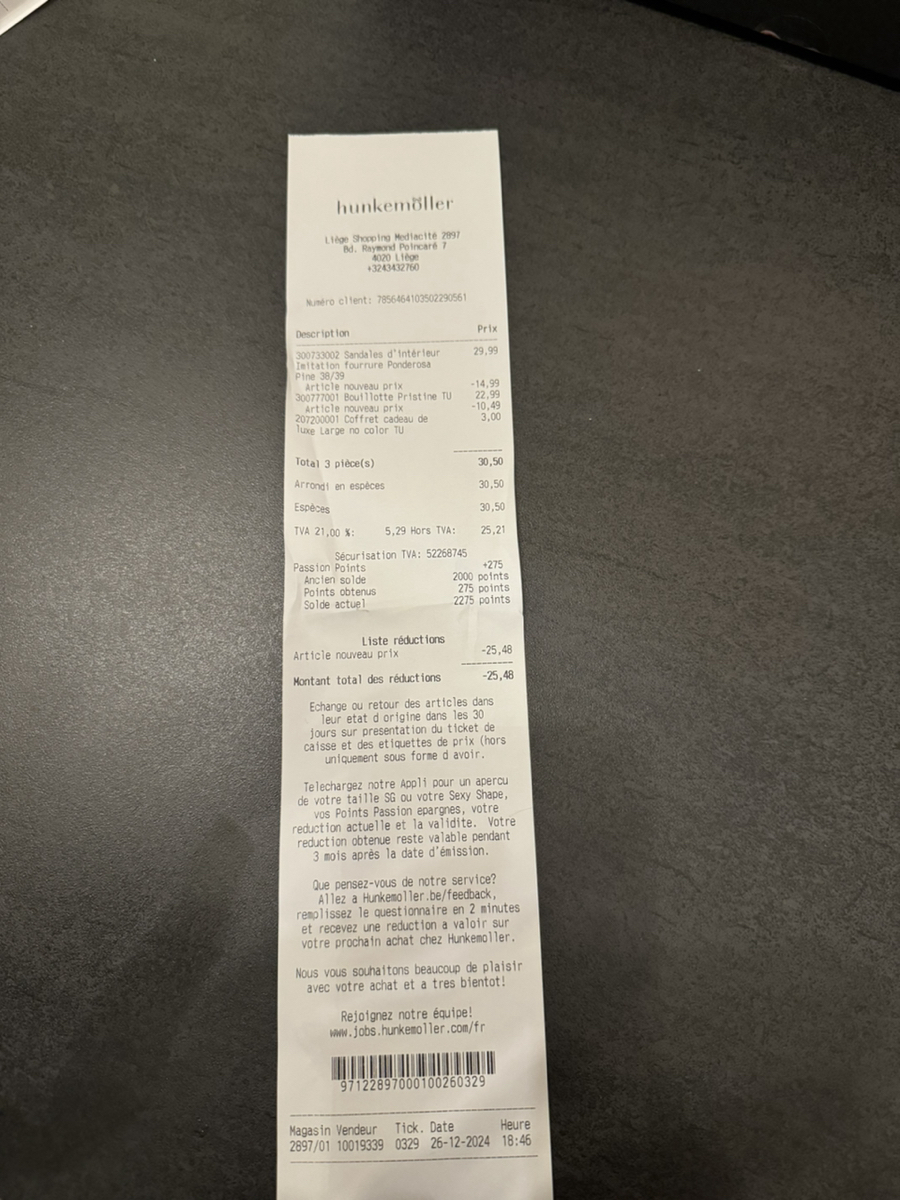 hunkemöller
Liège Shopping Mediacité 2897
Bd. Raymond Poincaré 7
4020 Liège
+3243432760
Numéro client: 7856464103502290561
Description Prix
300733002 Sandales d'intérieur 29,99
Imitation fourrure Ponderosa
Pine 38/39
Article nouveau prix -14,99
300777001 Bouillotte Pristine TU 22,99
Article nouveau prix -10,49
207200001 Coffret cadeau de 3,00
luxe Large no color TU
Total 3 pièce(s) 30,50
Arrondi en espèces 30,50
Espèces 30,50
TVA 21,00 %: 5,29 Hors TVA: 25,21
Sécurisation TVA: 52268745
Passion Points +275
Ancien solde 2000 points
Points obtenus 275 points
Solde actuel 2275 points
Liste réductions
Article nouveau prix -25,48
Montant total des réductions -25,48
Echange ou retour des articles dans
leur etat d origine dans les 30
jours sur presentation du ticket de
caisse et des etiquettes de prix (hors
uniquement sous forme d avoir.
Telechargez notre Appli pour un apercu
de votre taille SG ou votre Sexy Shape,
vos Points Passion epargnes, votre
reduction actuelle et la validite. Votre
reduction obtenue reste valable pendant
3 mois après la date d'émission.
Que pensez-vous de notre service?
Allez a Hunkemoller.be/feedback,
remplissez le questionnaire en 2 minutes
et recevez une reduction a valoir sur
votre prochain achat chez Hunkemoller.
Nous vous souhaitons beaucoup de plaisir
avec votre achat et a tres bientot!
Rejoignez notre équipe!
www.jobs.hunkemoller.com/fr
97122897000100260329
Magasin Vendeur Tick. Date Heure
2897/01 10019339 0329 26-12-2024 18:46